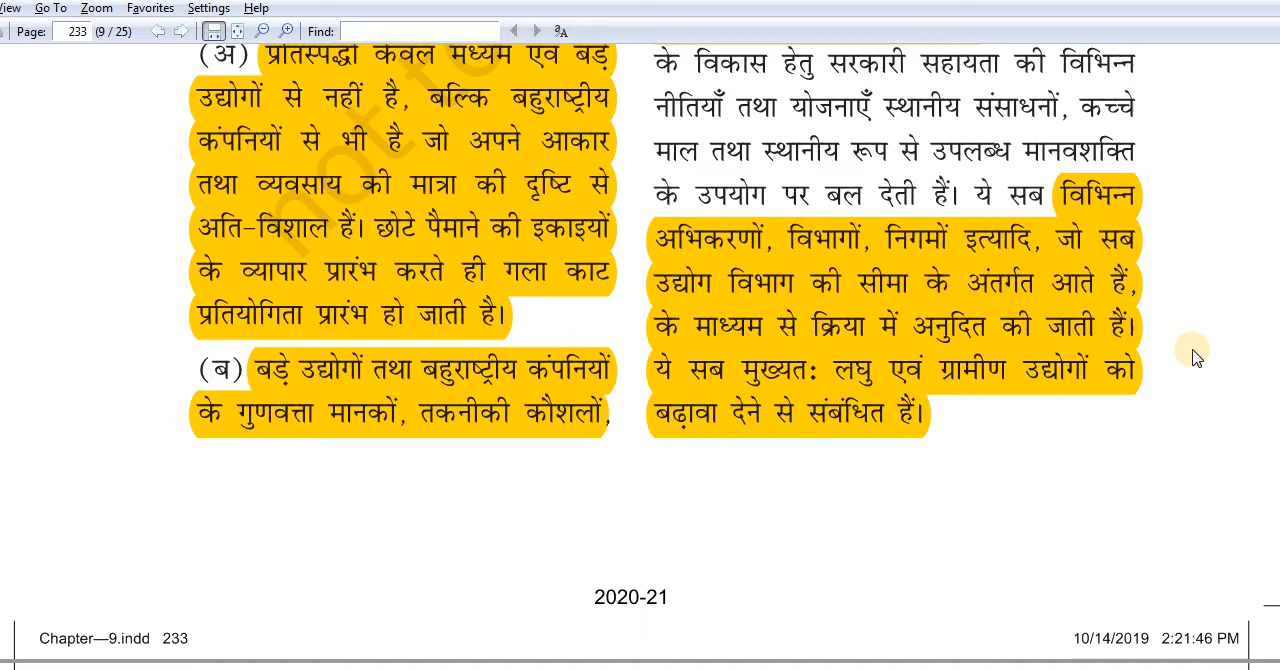 View Go To Zoom Favorites Settings Help
Page: 233 (9 / 25) Find:
(अ) प्रतिस्पर्द्धा केवल मध्यम एवं बड़े
उद्योगों से नहीं है, बल्कि बहुराष्ट्रीय
कंपनियों से भी है जो अपने आकार
तथा व्यवसाय की मात्रा की दृष्टि से
अति-विशाल हैं। छोटे पैमाने की इकाइयों
के व्यापार प्रारंभ करते ही गला काट
प्रतियोगिता प्रारंभ हो जाती है।
(ब) बड़े उद्योगों तथा बहुराष्ट्रीय कंपनियों
के गुणवत्ता मानकों, तकनीकी कौशलों,
के विकास हेतु सरकारी सहायता की विभिन्न
नीतियाँ तथा योजनाएँ स्थानीय संसाधनों, कच्चे
माल तथा स्थानीय रूप से उपलब्ध मानवशक्ति
के उपयोग पर बल देती हैं। ये सब विभिन्न
अभिकरणों, विभागों, निगमों इत्यादि, जो सब
उद्योग विभाग की सीमा के अंतर्गत आते हैं,
के माध्यम से क्रिया में अनुदित की जाती हैं।
ये सब मुख्यत: लघु एवं ग्रामीण उद्योगों को
बढ़ावा देने से संबंधित हैं।
not
2020-21
Chapter—9.indd 233
10/14/2019 2:21:46 PM